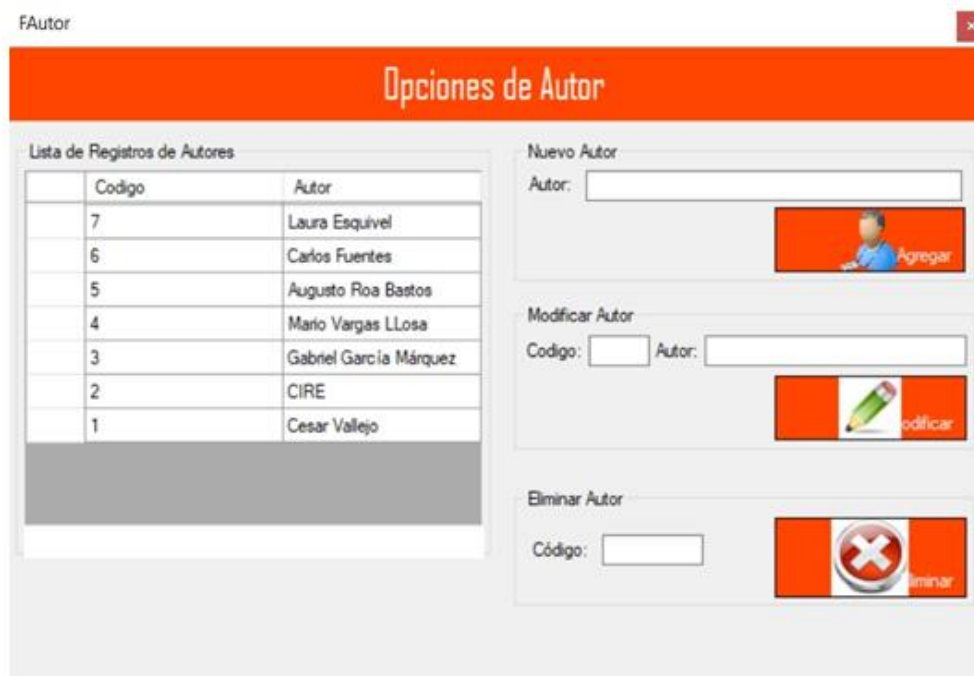 FAutor
Opciones de Autor
Lista de Registros de Autores
Codigo Autor
7 Laura Esquivel
6 Carlos Fuentes
5 Augusto Roa Bastos
4 Mario Vargas LLosa
3 Gabriel García Márquez
2 CIRE
1 Cesar Vallejo
Nuevo Autor
Autor:
Agregar
Modificar Autor
Codigo: Autor:
odificar
Eliminar Autor
Código:
liminar